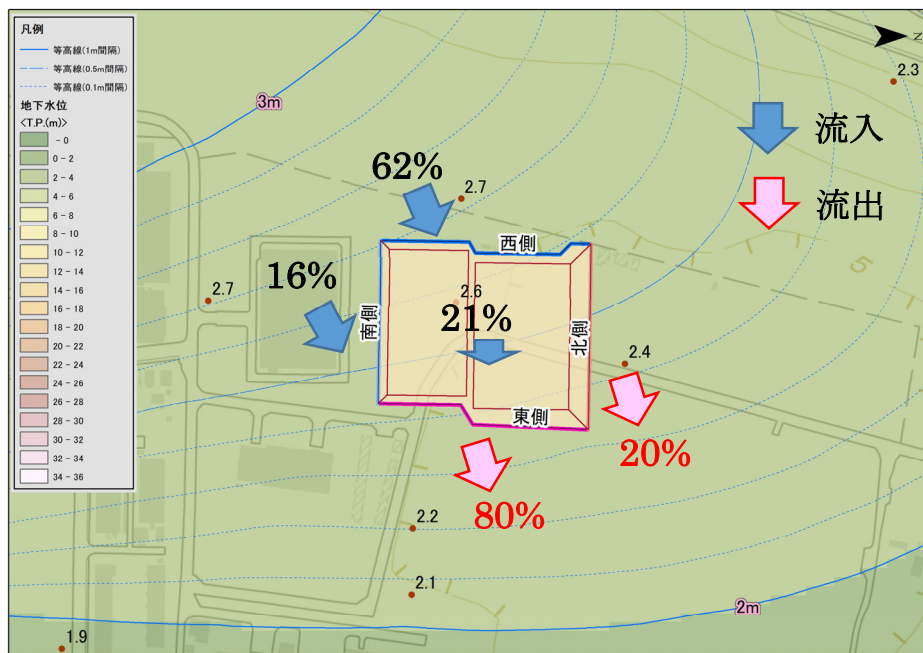 凡例
等高線(1m間隔)
等高線(0.5m間隔)
等高線(0.1m間隔)
地下水位
<T.P.(m)>
- 0
0 - 2
2 - 4
4 - 6
6 - 8
8 - 10
10 - 12
12 - 14
14 - 16
16 - 18
18 - 20
20 - 22
22 - 24
24 - 26
26 - 28
28 - 30
30 - 32
32 - 34
34 - 36
N
2.3
3m
流入
62%
2.7
流出
西側
5
16%
2.7
2.6
21%
南側
北側
2.4
東側
20%
80%
2.2
2.1
2m
1.9